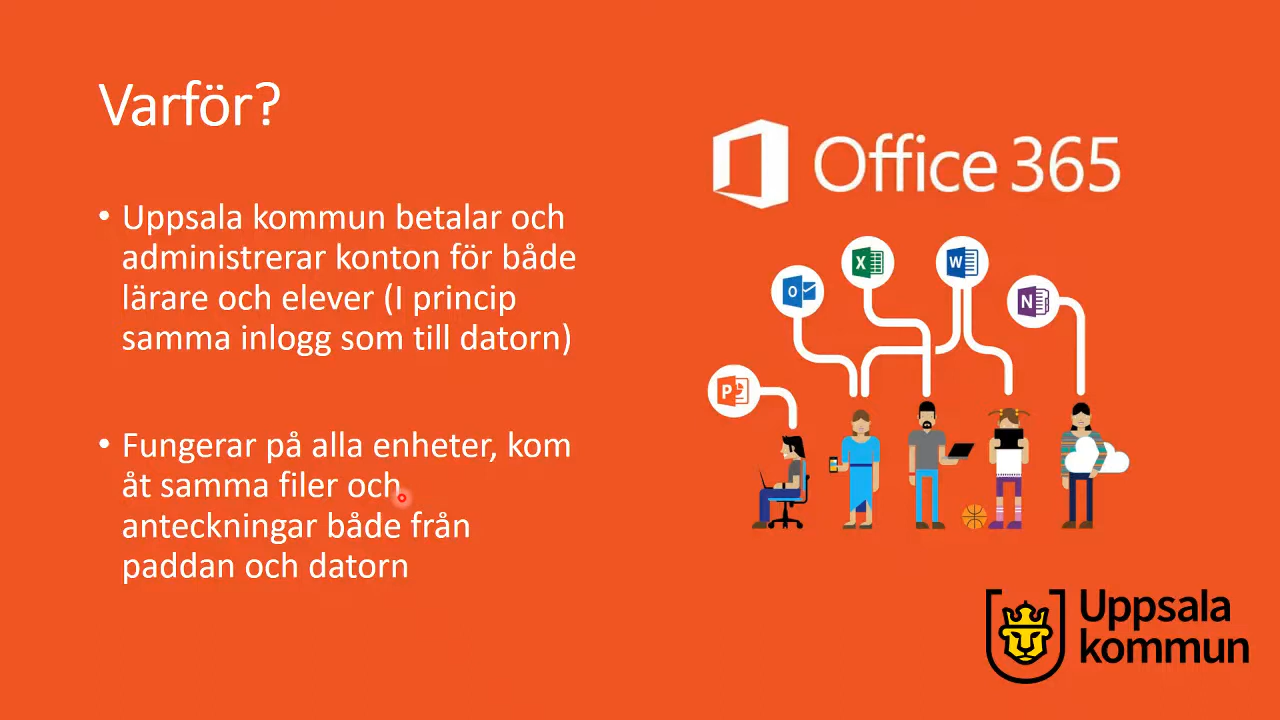 Varför?
• Uppsala kommun betalar och
administrerar konton för både
lärare och elever (I princip
samma inlogg som till datorn)
• Fungerar på alla enheter, kom
åt samma filer och
anteckningar både från
paddan och datorn
Office 365
O
X
W
N
P
Uppsala
kommun